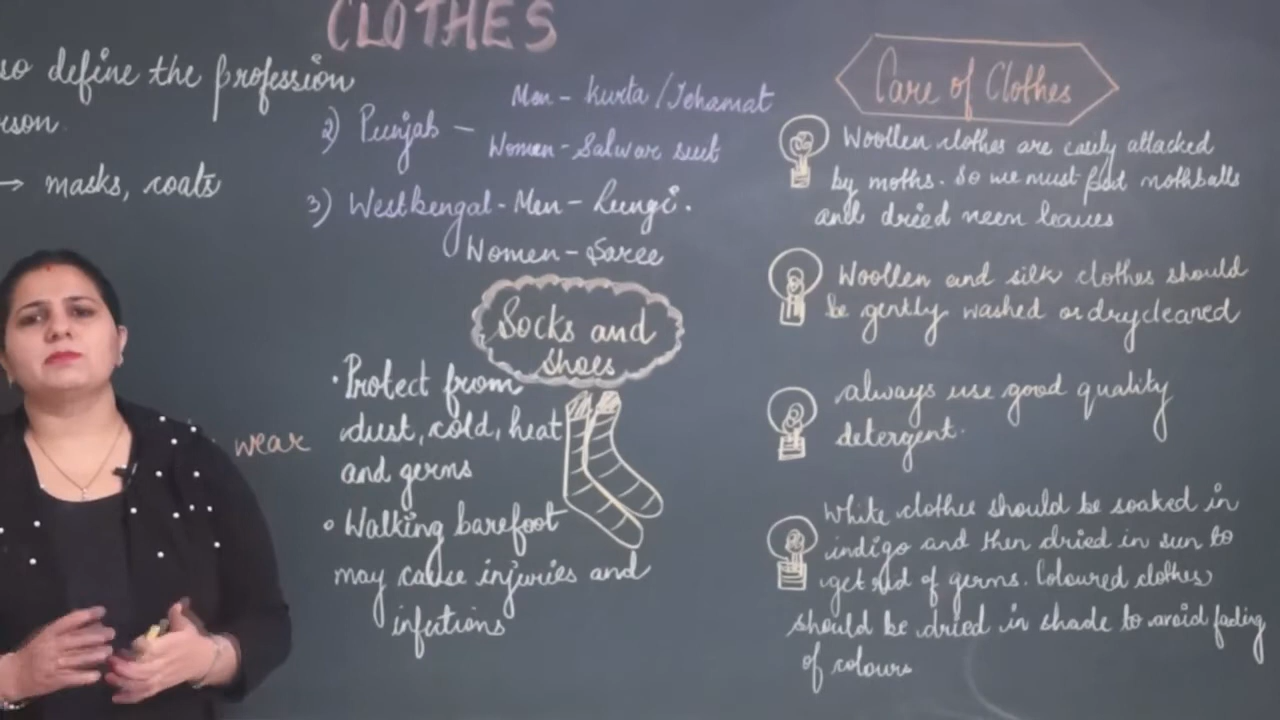 CLOTHES
so define the profession
rson
→ masks, coats
wear
2) Punjab - Men - Kurta / Tehamat
Women - Salwar suit
3) Westbengal - Men - Lungi.
Women - Saree
Socks and
shoes
• Protect from
dust, cold, heat
and germs
• Walking barefoot
may cause injuries and
infections
Care of Clothes
Woollen clothes are easily attacked
by moths. So we must put mothballs
and dried neem leaves
Woollen and silk clothes should
be gently washed or drycleaned
always use good quality
detergent.
White clothes should be soaked in
indigo and then dried in sun to
get rid of germs. Coloured clothes
should be dried in shade to avoid fading
of colours